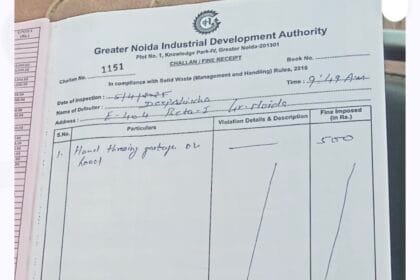 Greater Noida Industrial Development Authority
Plot No. 1, Knowledge Park-IV, Greater Noida-201301
CHALLAN / FINE RECEIPT
Challan No. 1151 Book No.
In compliance with Solid Waste (Management and Handling) Rules, 2016
Date of Inspection : 5/4/2025 Time : 9:48 Am
Name of Defaulter :
Address : E-404 Beta-I Gr. Noida
S.No. Particulars Violation Details & Description Fine Imposed (in Rs.)
1. garbage on 500
Road